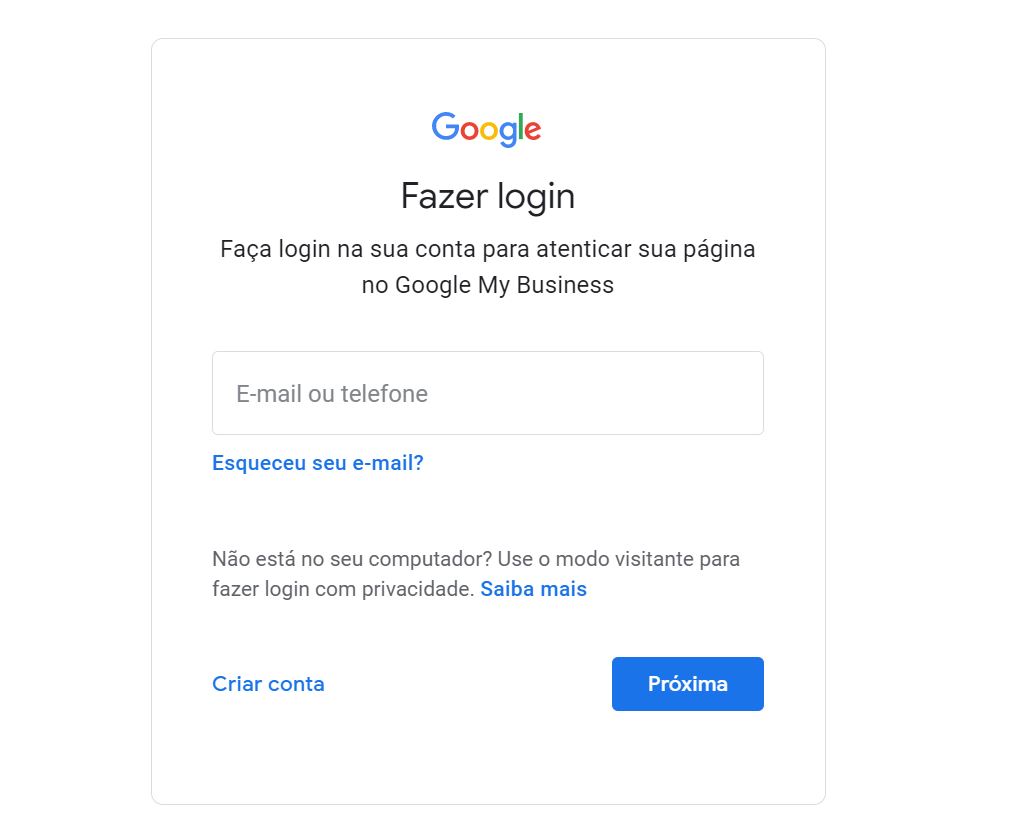 Google
Fazer login
Faça login na sua conta para atenticar sua página
no Google My Business
E-mail ou telefone
Esqueceu seu e-mail?
Não está no seu computador? Use o modo visitante para
fazer login com privacidade. Saiba mais
Criar conta
Próxima